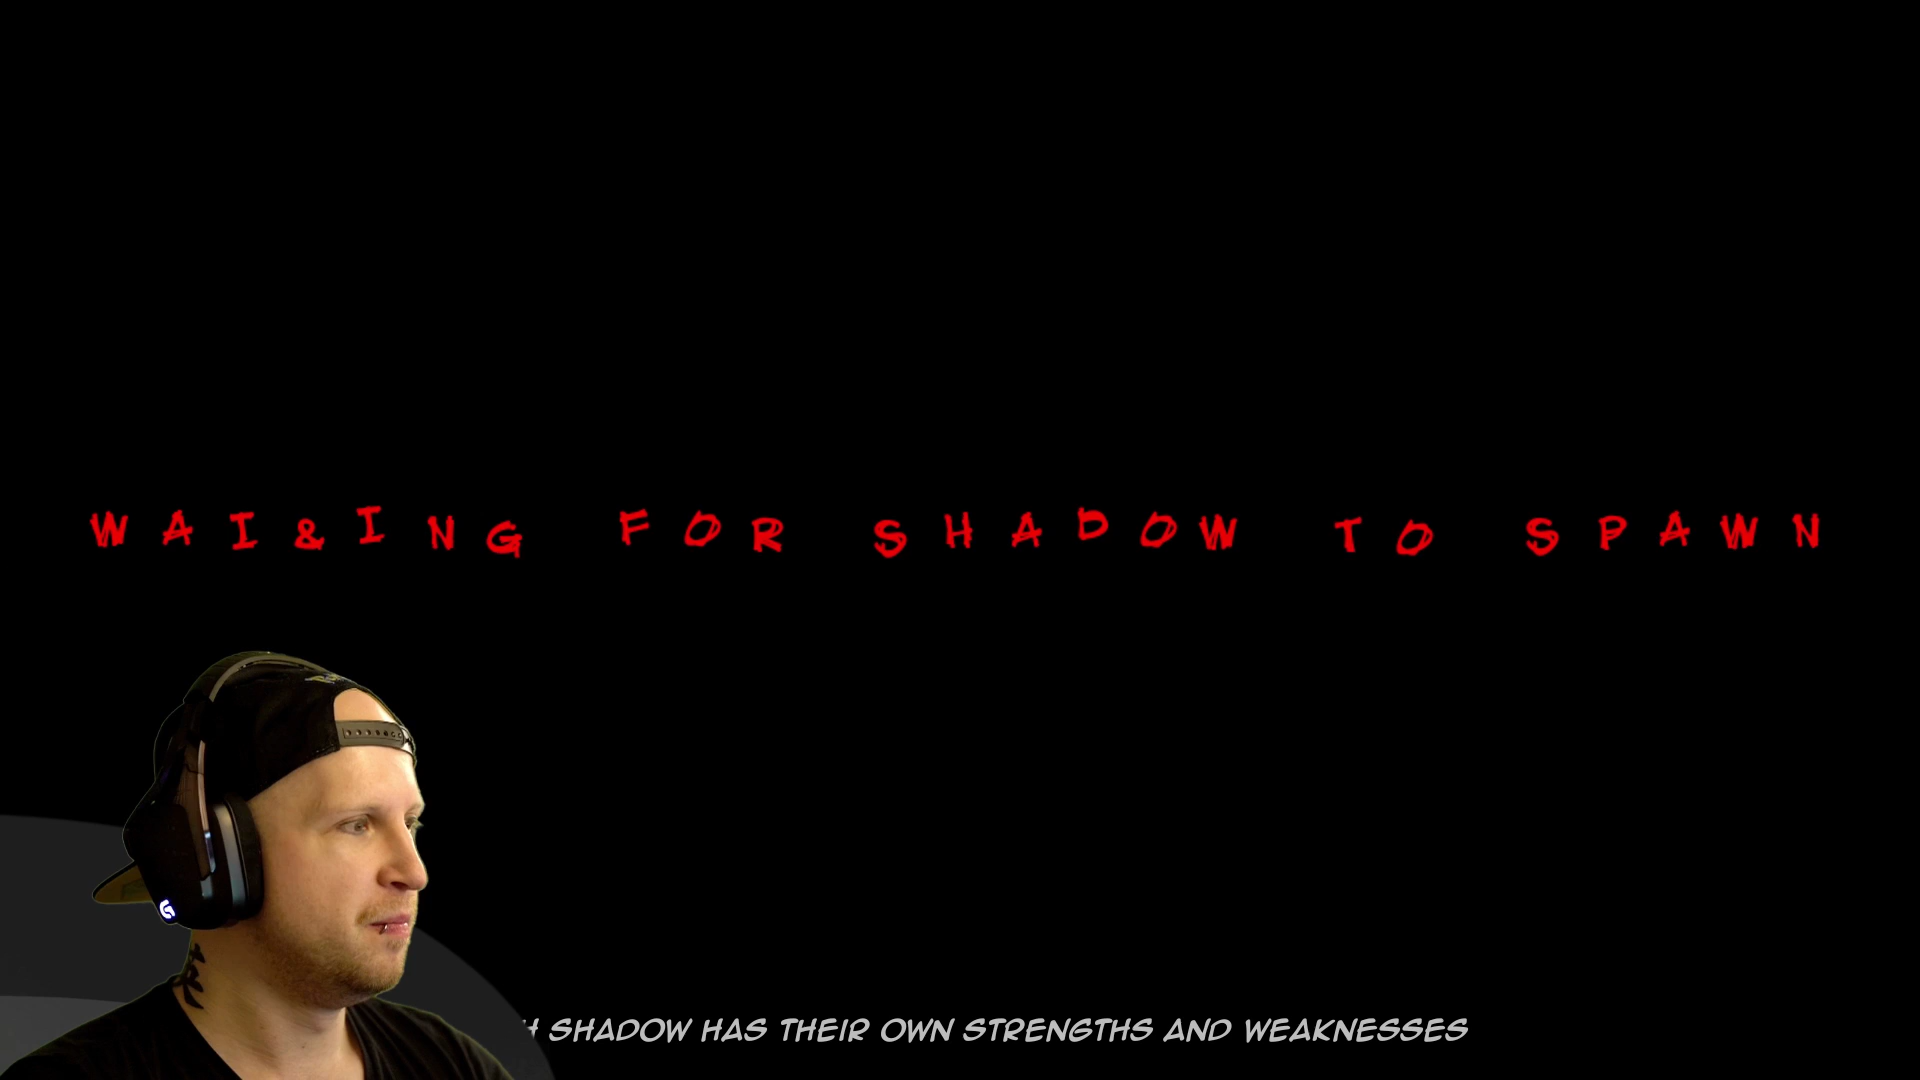 WAI&ING FOR SHADOW TO SPAWN
SHADOW HAS THEIR OWN STRENGTHS AND WEAKNESSES